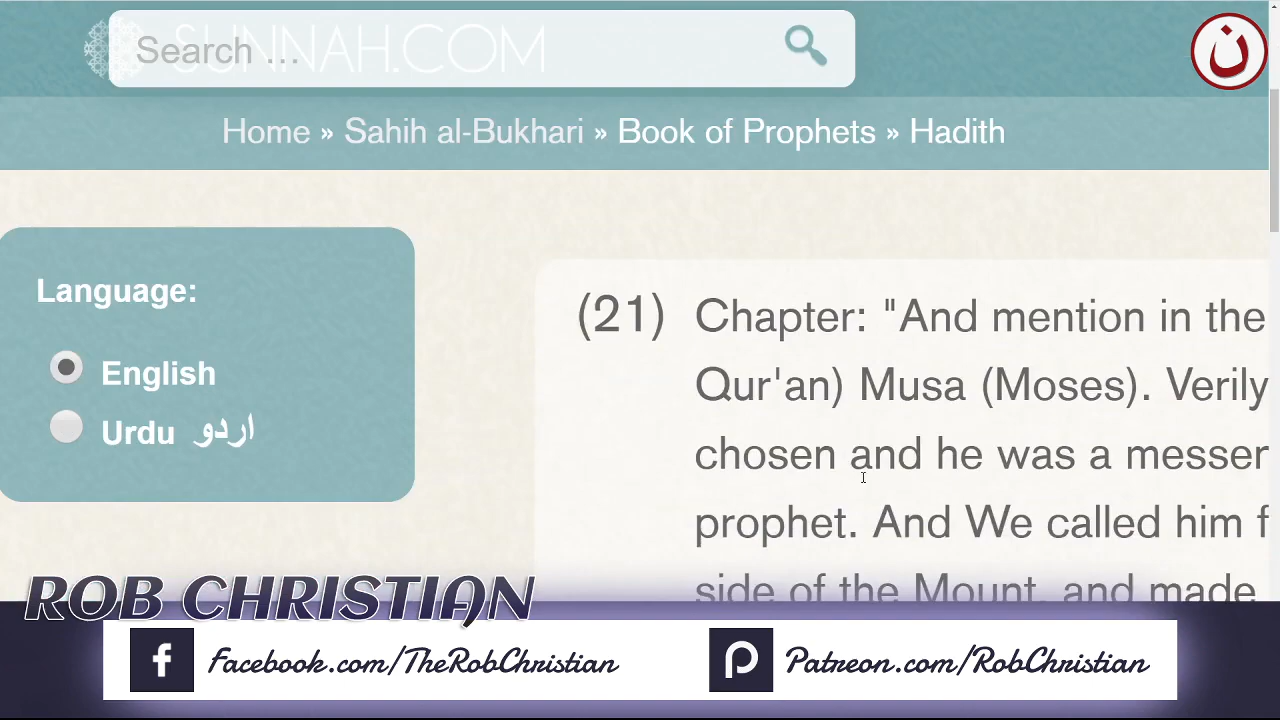 SUNNAH.COM
Search ...
ن
Home » Sahih al-Bukhari » Book of Prophets » Hadith
Language:
English
Urdu اردو
(21) Chapter: "And mention in the
Qur'an) Musa (Moses). Verily
chosen and he was a messer
prophet. And We called him f
side of the Mount, and made
ROB CHRISTIAN
f Facebook.com/TheRobChristian
Patreon.com/RobChristian